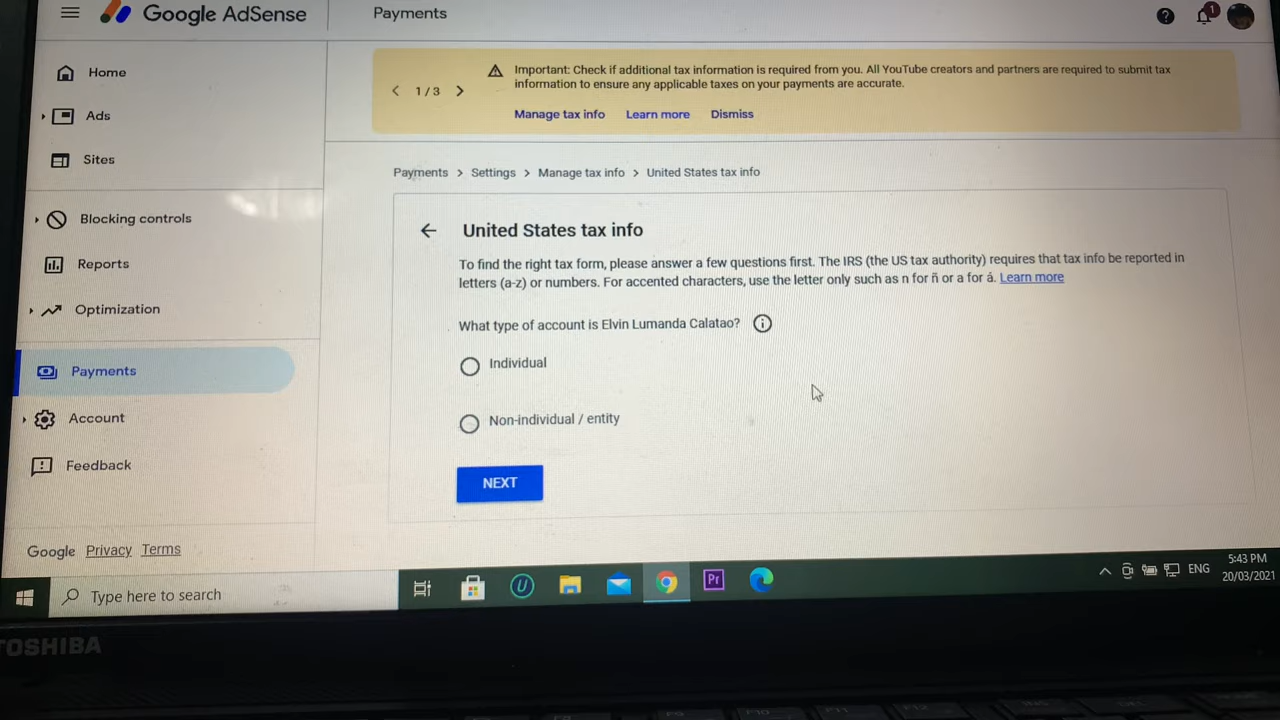 Google AdSense
Payments
1
Home
Ads
Sites
Blocking controls
Reports
Optimization
Payments
Account
Feedback
Google Privacy Terms
1 / 3
Important: Check if additional tax information is required from you. All YouTube creators and partners are required to submit tax
information to ensure any applicable taxes on your payments are accurate.
Manage tax info Learn more Dismiss
Payments > Settings > Manage tax info > United States tax info
United States tax info
To find the right tax form, please answer a few questions first. The IRS (the US tax authority) requires that tax info be reported in
letters (a-z) or numbers. For accented characters, use the letter only such as n for ñ or a for á. Learn more
What type of account is Elvin Lumanda Calatao?
Individual
Non-individual / entity
NEXT
Type here to search
U
Pr
ENG
5:43 PM
20/03/2021
TOSHIBA